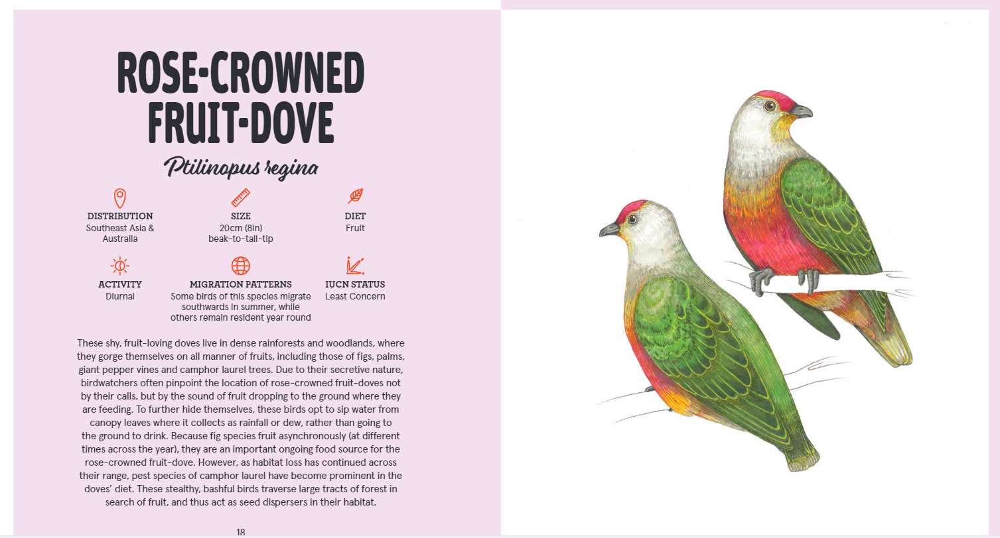 ROSE-CROWNED
FRUIT-DOVE
Ptilinopus regina
DISTRIBUTION
Southeast Asia &
Australia
SIZE
20cm (8in)
beak-to-tail-tip
DIET
Fruit
ACTIVITY
Diurnal
MIGRATION PATTERNS
Some birds of this species migrate
southwards in summer, while
others remain resident year round
IUCN STATUS
Least Concern
These shy, fruit-loving doves live in dense rainforests and woodlands, where
they gorge themselves on all manner of fruits, including those of figs, palms,
giant pepper vines and camphor laurel trees. Due to their secretive nature,
birdwatchers often pinpoint the location of rose-crowned fruit-doves not
by their calls, but by the sound of fruit dropping to the ground where they
are feeding. To further hide themselves, these birds opt to sip water from
canopy leaves where it collects as rainfall or dew, rather than going to
the ground to drink. Because fig species fruit asynchronously (at different
times across the year), they are an important ongoing food source for the
rose-crowned fruit-dove. However, as habitat loss has continued across
their range, pest species of camphor laurel have become prominent in the
doves’ diet. These stealthy, bashful birds traverse large tracts of forest in
search of fruit, and thus act as seed dispersers in their habitat.
18